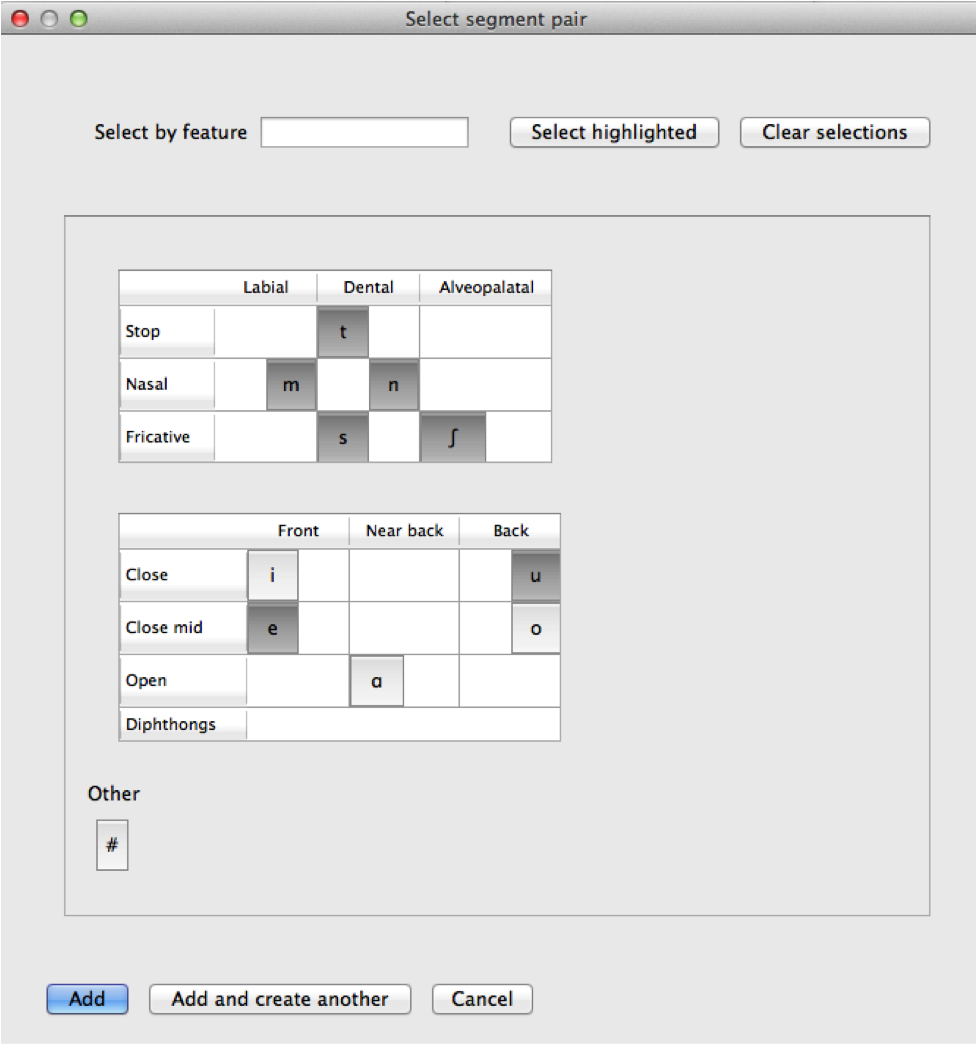 Select segment pair
Select by feature Select highlighted Clear selections
Labial Dental Alveopalatal
Stop t
Nasal m n
Fricative s ʃ
Front Near back Back
Close i u
Close mid e o
Open ɑ
Diphthongs
Other
#
Add Add and create another Cancel